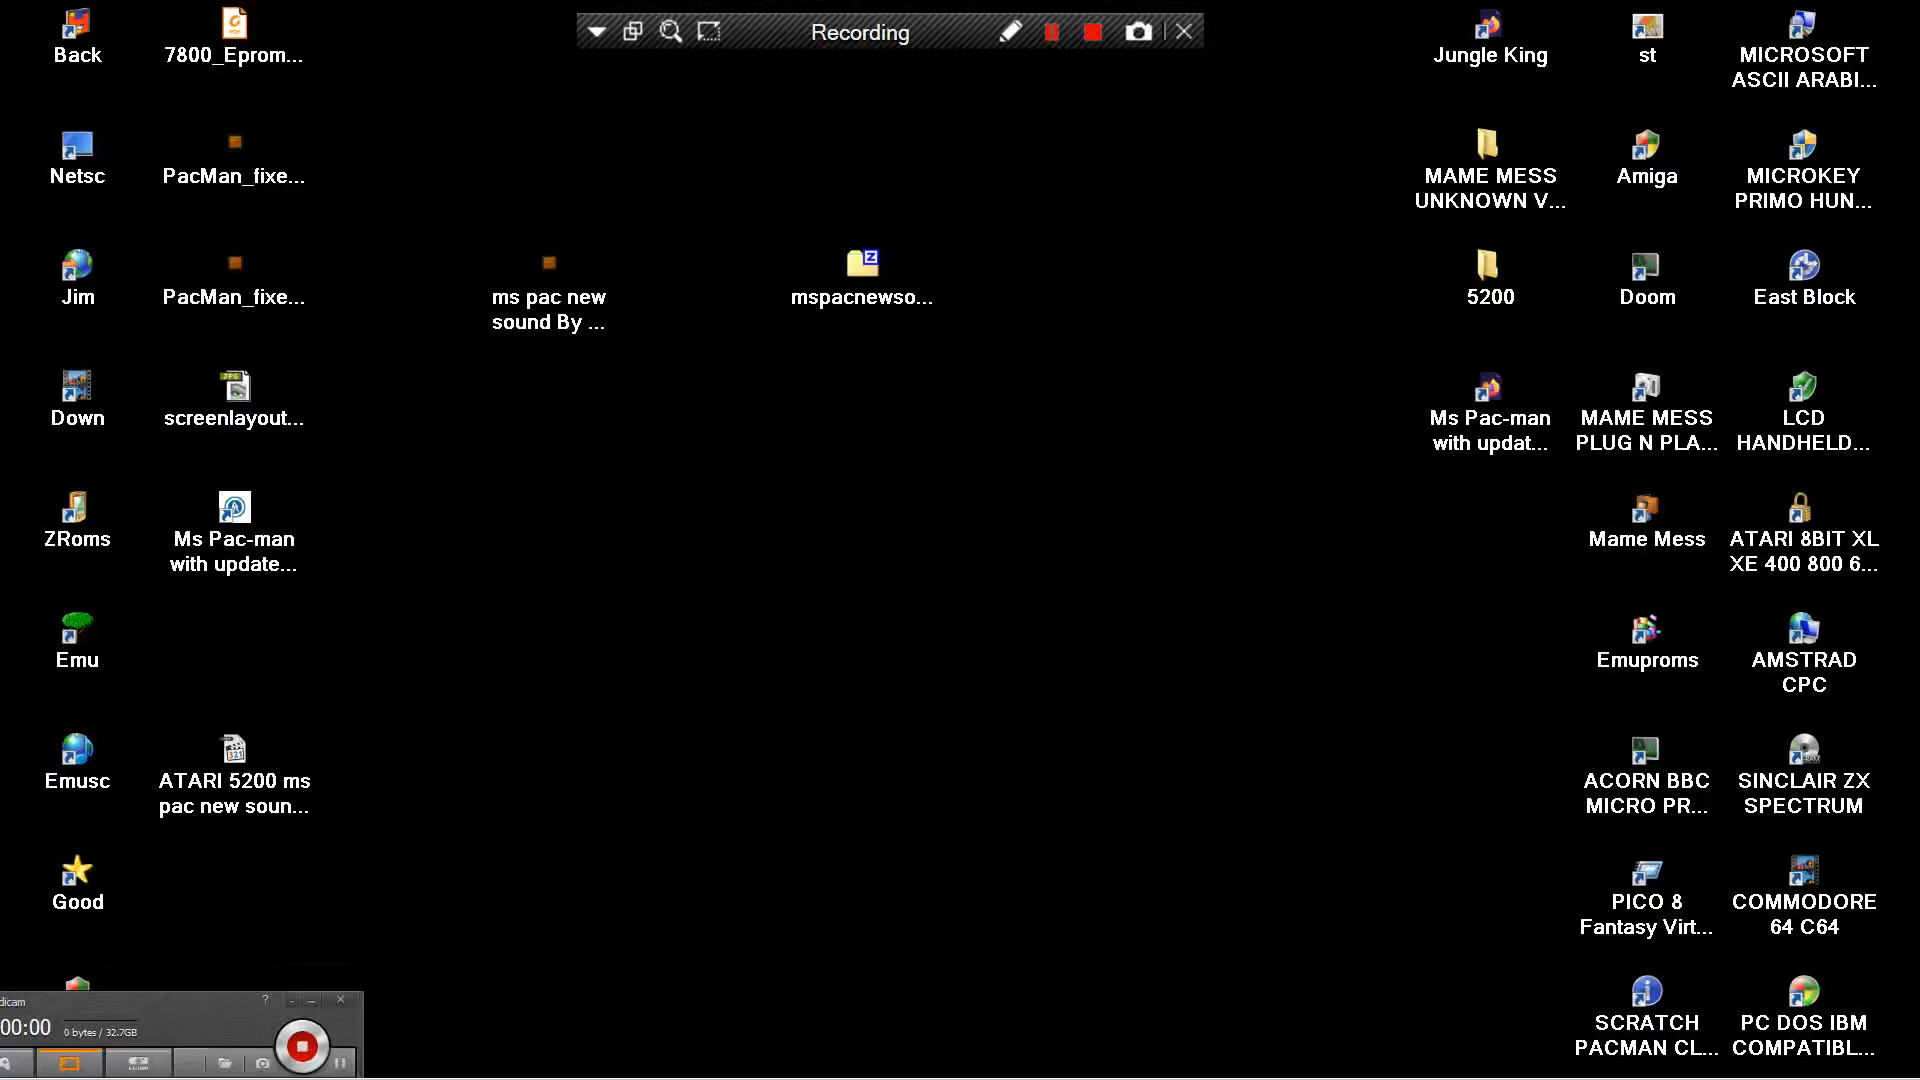 Recording
Back
7800_Eprom...
Jungle King
st
MICROSOFT
ASCII ARABI...
Netsc
PacMan_fixe...
MAME MESS
UNKNOWN V...
Amiga
MICROKEY
PRIMO HUN...
Jim
PacMan_fixe...
ms pac new
sound By ...
mspacnewso...
5200
Doom
East Block
Down
screenlayout...
Ms Pac-man
with updat...
MAME MESS
PLUG N PLA...
LCD
HANDHELD...
ZRoms
Ms Pac-man
with update...
Mame Mess
ATARI 8BIT XL
XE 400 800 6...
Emu
Emuproms
AMSTRAD
CPC
Emusc
ATARI 5200 ms
pac new soun...
ACORN BBC
MICRO PR...
SINCLAIR ZX
SPECTRUM
Good
PICO 8
Fantasy Virt...
COMMODORE
64 C64
SCRATCH
PACMAN CL...
PC DOS IBM
COMPATIBL...
dicam
00:00
0 bytes / 32.7GB